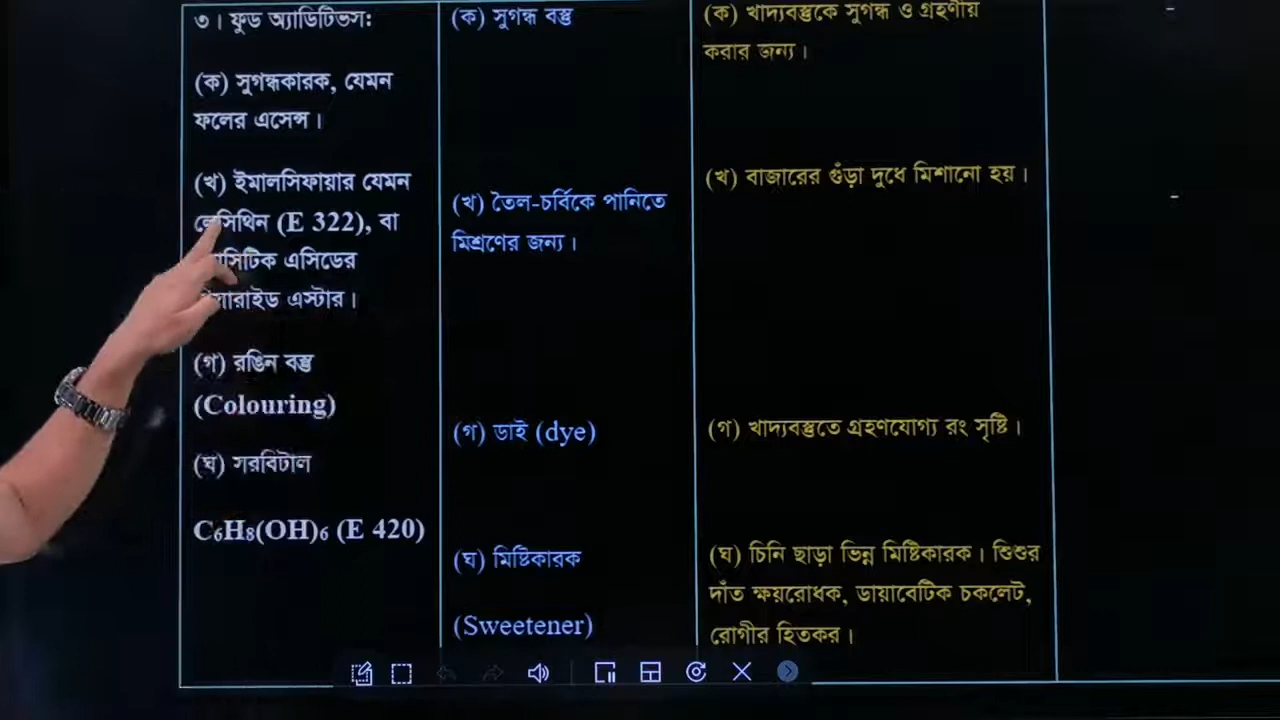 ৩। ফুড অ্যাডিটিভস:
(ক) সুগন্ধকারক, যেমন
ফলের এসেন্স।
(খ) ইমালসিফায়ার যেমন
লেসিথিন (E 322), বা
এসিডের
এস্টার।
(গ) রঙিন বস্তু
(Colouring)
(ঘ) সরবিটাল
C₆H₈(OH)₆ (E 420)
(ক) সুগন্ধ বস্তু
(খ) তৈল-চর্বিকে পানিতে
মিশ্রণের জন্য।
(গ) ডাই (dye)
(ঘ) মিষ্টিকারক
(Sweetener)
(ক) খাদ্যবস্তুকে সুগন্ধ ও গ্রহণীয়
করার জন্য।
(খ) বাজারের গুঁড়া দুধে মিশানো হয়।
(গ) খাদ্যবস্তুতে গ্রহণযোগ্য রং সৃষ্টি।
(ঘ) চিনি ছাড়া ভিন্ন মিষ্টিকারক। শিশুর
দাঁত ক্ষয়রোধক, ডায়াবেটিক চকলেট,
রোগীর হিতকর।